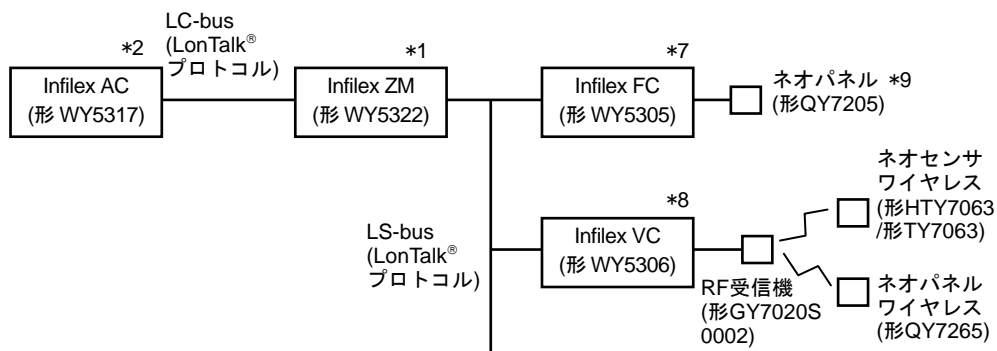 LC-bus
(LonTalk®
プロトコル)
*2
Infilex AC
(形 WY5317)
*1
Infilex ZM
(形 WY5322)
*7
Infilex FC
(形 WY5305)
ネオパネル *9
(形QY7205)
LS-bus
(LonTalk®
プロトコル)
*8
Infilex VC
(形 WY5306)
RF受信機
(形GY7020S
0002)
ネオセンサ
ワイヤレス
(形HTY7063
/形TY7063)
ネオパネル
ワイヤレス
(形QY7265)